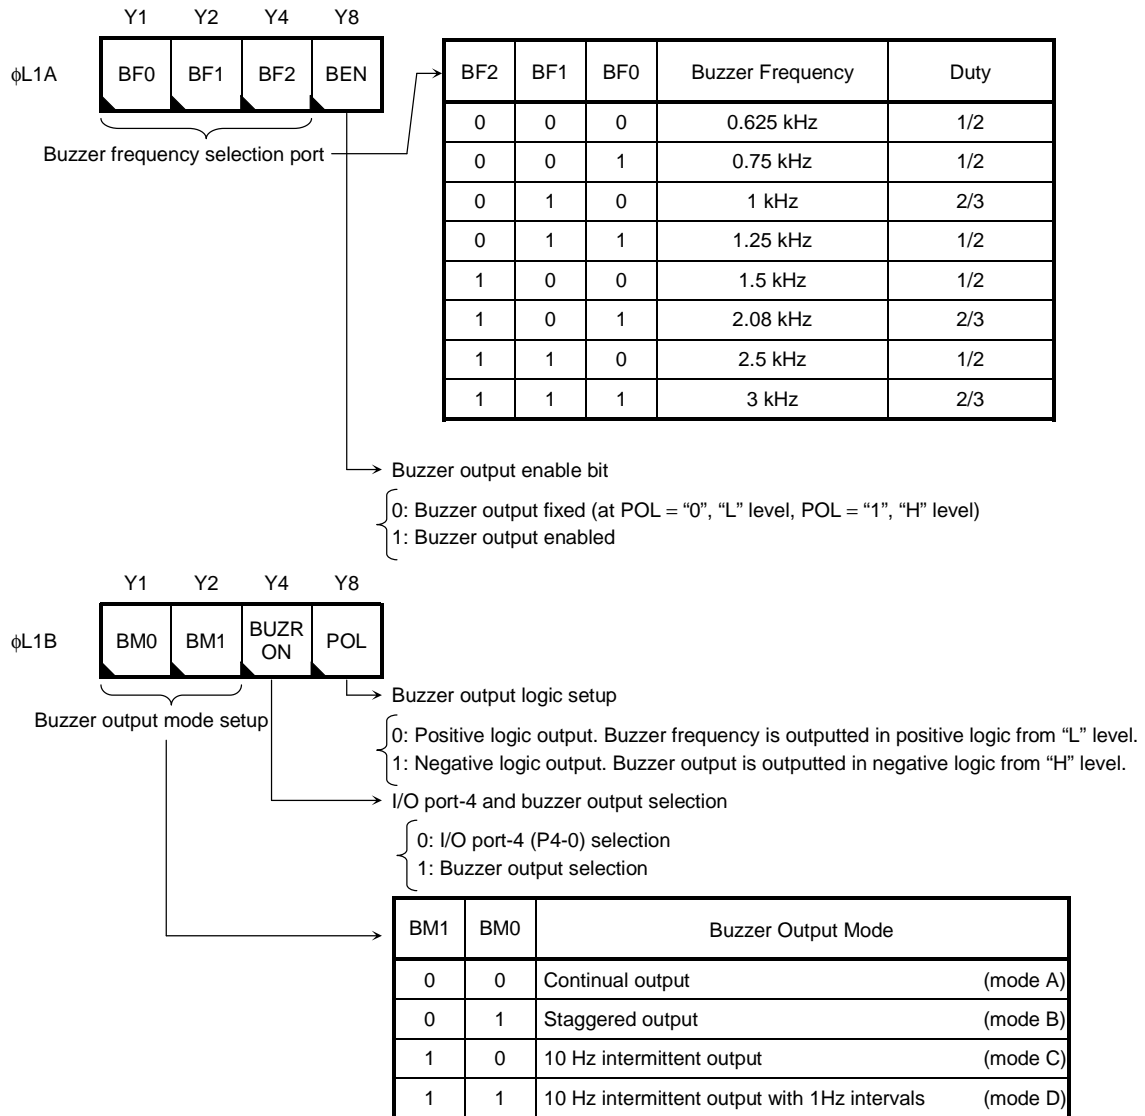 Y1 Y2 Y4 Y8
φL1A BF0 BF1 BF2 BEN
Buzzer frequency selection port
BF2 BF1 BF0 Buzzer Frequency Duty
0 0 0 0.625 kHz 1/2
0 0 1 0.75 kHz 1/2
0 1 0 1 kHz 2/3
0 1 1 1.25 kHz 1/2
1 0 0 1.5 kHz 1/2
1 0 1 2.08 kHz 2/3
1 1 0 2.5 kHz 1/2
1 1 1 3 kHz 2/3
Buzzer output enable bit
0: Buzzer output fixed (at POL = “0”, “L” level, POL = “1”, “H” level)
1: Buzzer output enabled
Y1 Y2 Y4 Y8
φL1B BM0 BM1 BUZR ON POL
Buzzer output mode setup
Buzzer output logic setup
0: Positive logic output. Buzzer frequency is outputted in positive logic from “L” level.
1: Negative logic output. Buzzer output is outputted in negative logic from “H” level.
I/O port-4 and buzzer output selection
0: I/O port-4 (P4-0) selection
1: Buzzer output selection
BM1 BM0 Buzzer Output Mode
0 0 Continual output (mode A)
0 1 Staggered output (mode B)
1 0 10 Hz intermittent output (mode C)
1 1 10 Hz intermittent output with 1Hz intervals (mode D)